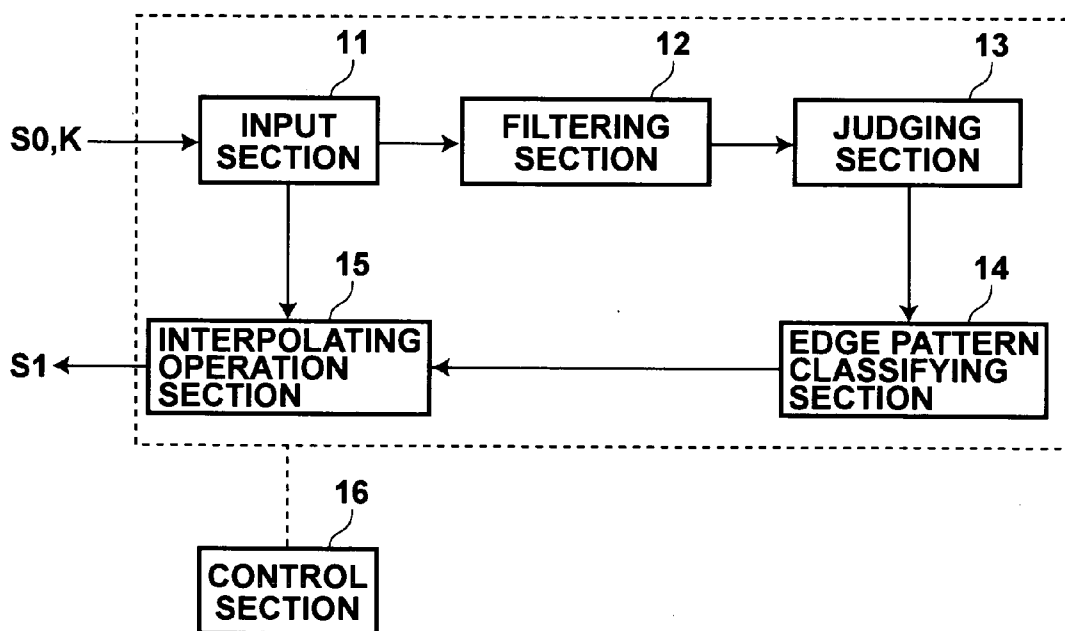 11
12
13
S0,K
INPUT
SECTION
FILTERING
SECTION
JUDGING
SECTION
15
14
S1
INTERPOLATING
OPERATION
SECTION
EDGE PATTERN
CLASSIFYING
SECTION
16
CONTROL
SECTION